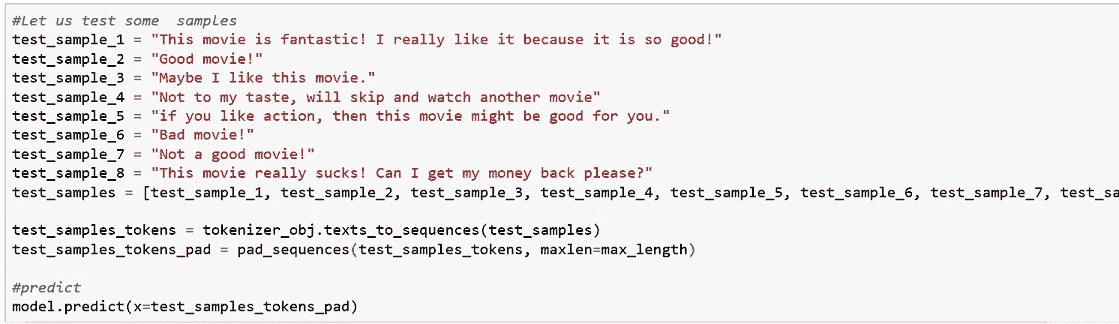 #Let us test some  samples
test_sample_1 = "This movie is fantastic! I really like it because it is so good!"
test_sample_2 = "Good movie!"
test_sample_3 = "Maybe I like this movie."
test_sample_4 = "Not to my taste, will skip and watch another movie"
test_sample_5 = "if you like action, then this movie might be good for you."
test_sample_6 = "Bad movie!"
test_sample_7 = "Not a good movie!"
test_sample_8 = "This movie really sucks! Can I get my money back please?"
test_samples = [test_sample_1, test_sample_2, test_sample_3, test_sample_4, test_sample_5, test_sample_6, test_sample_7, test_sa
test_samples_tokens = tokenizer_obj.texts_to_sequences(test_samples)
test_samples_tokens_pad = pad_sequences(test_samples_tokens, maxlen=max_length)
#predict
model.predict(x=test_samples_tokens_pad)